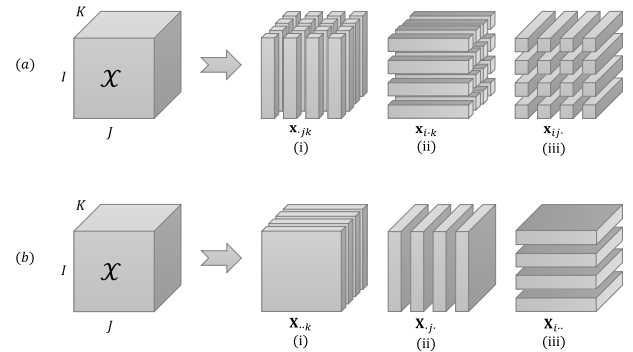 K
(a) I 𝒳
J
𝐱.jk 𝐱i.k 𝐱ij.
(i) (ii) (iii)
K
(b) I 𝒳
J
𝐗..k 𝐗.j. 𝐗i..
(i) (ii) (iii)